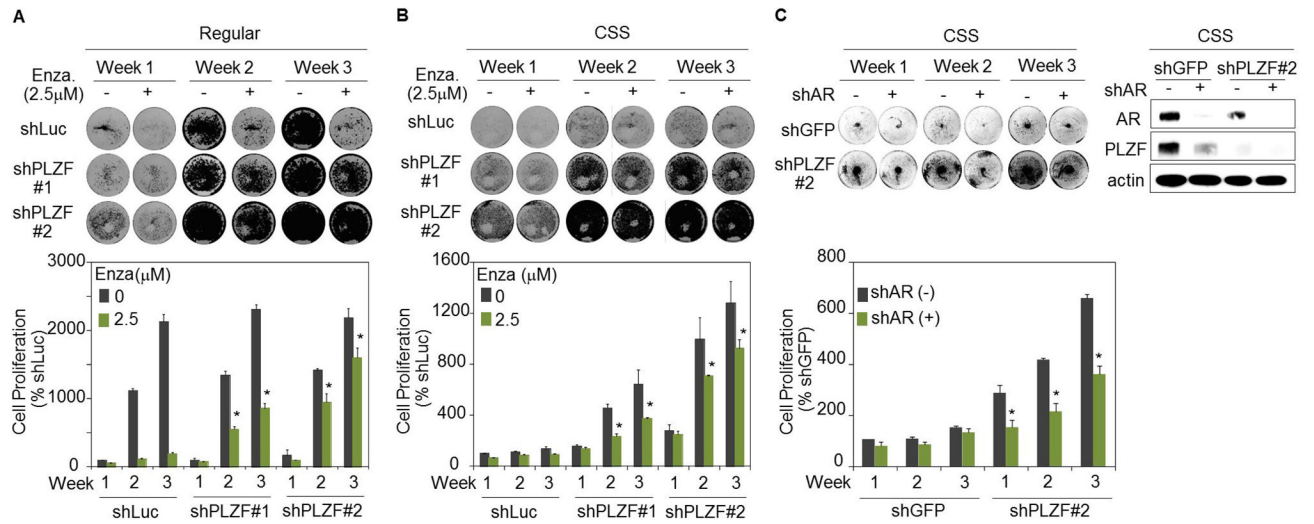 A
Regular
Enza.
(2.5μM)
Week 1 Week 2 Week 3
- + - + - +
shLuc
shPLZF
#1
shPLZF
#2
3000
2000
1000
0
Enza(μM)
0
2.5
Cell Proliferation
(% shLuc)
* * * *
Week 1 2 3 1 2 3 1 2 3
shLuc shPLZF#1 shPLZF#2
B
CSS
Enza.
(2.5μM)
Week 1 Week 2 Week 3
- + - + - +
shLuc
shPLZF
#1
shPLZF
#2
1600
1200
800
400
0
Enza (μM)
0
2.5
Cell Proliferation
(% shLuc)
* * * *
Week 1 2 3 1 2 3 1 2 3
shLuc shPLZF#1 shPLZF#2
C
CSS
Week 1 Week 2 Week 3
shAR - + - + - +
shGFP
shPLZF
#2
CSS
shGFP shPLZF#2
shAR - + - +
AR
PLZF
actin
800
600
400
200
0
shAR (-)
shAR (+)
Cell Proliferation
(% shGFP)
* * *
Week 1 2 3 1 2 3
shGFP shPLZF#2